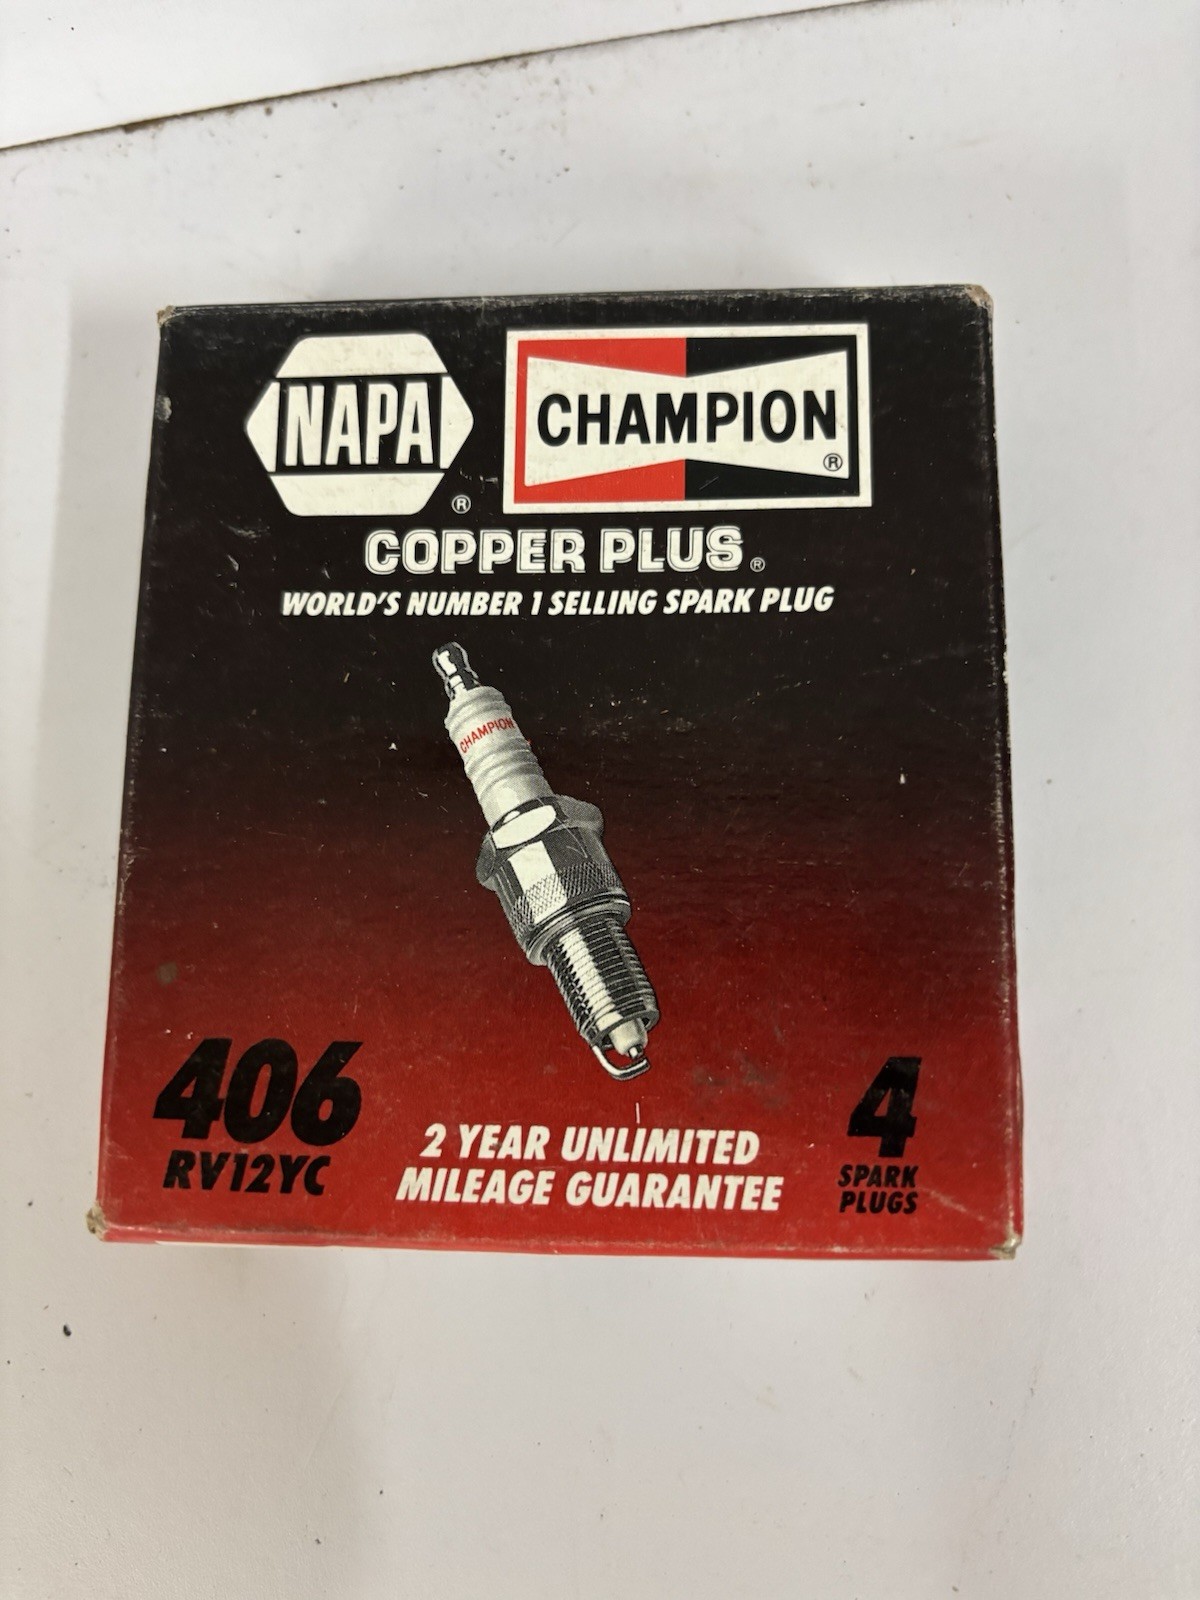 NAPA ®
CHAMPION ®
COPPER PLUS ®
WORLD'S NUMBER 1 SELLING SPARK PLUG
CHAMPION
406
RV12YC
2 YEAR UNLIMITED
MILEAGE GUARANTEE
4
SPARK
PLUGS